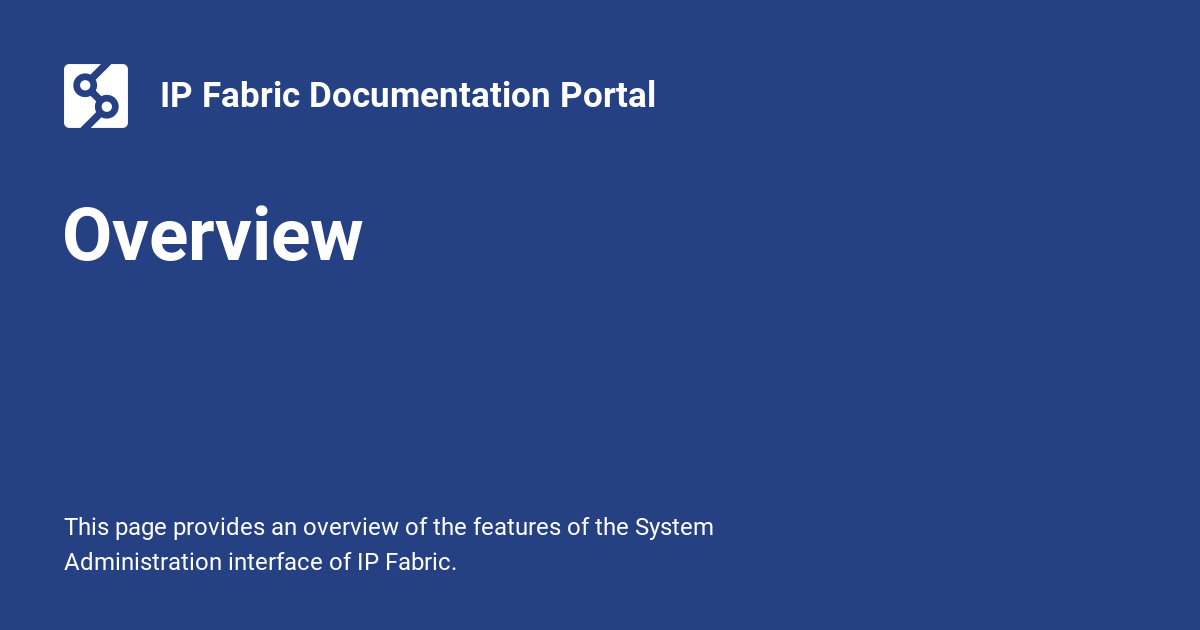 IP Fabric Documentation Portal
Overview
This page provides an overview of the features of the System
Administration interface of IP Fabric.